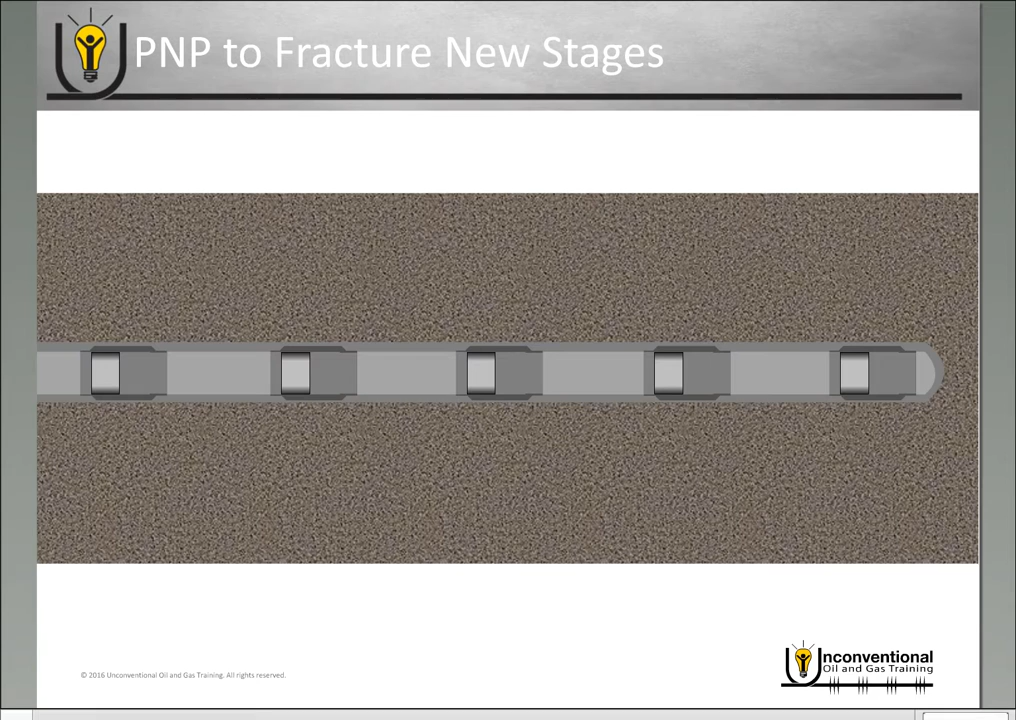 PNP to Fracture New Stages
© 2016 Unconventional Oil and Gas Training. All rights reserved.
Unconventional
Oil and Gas Training